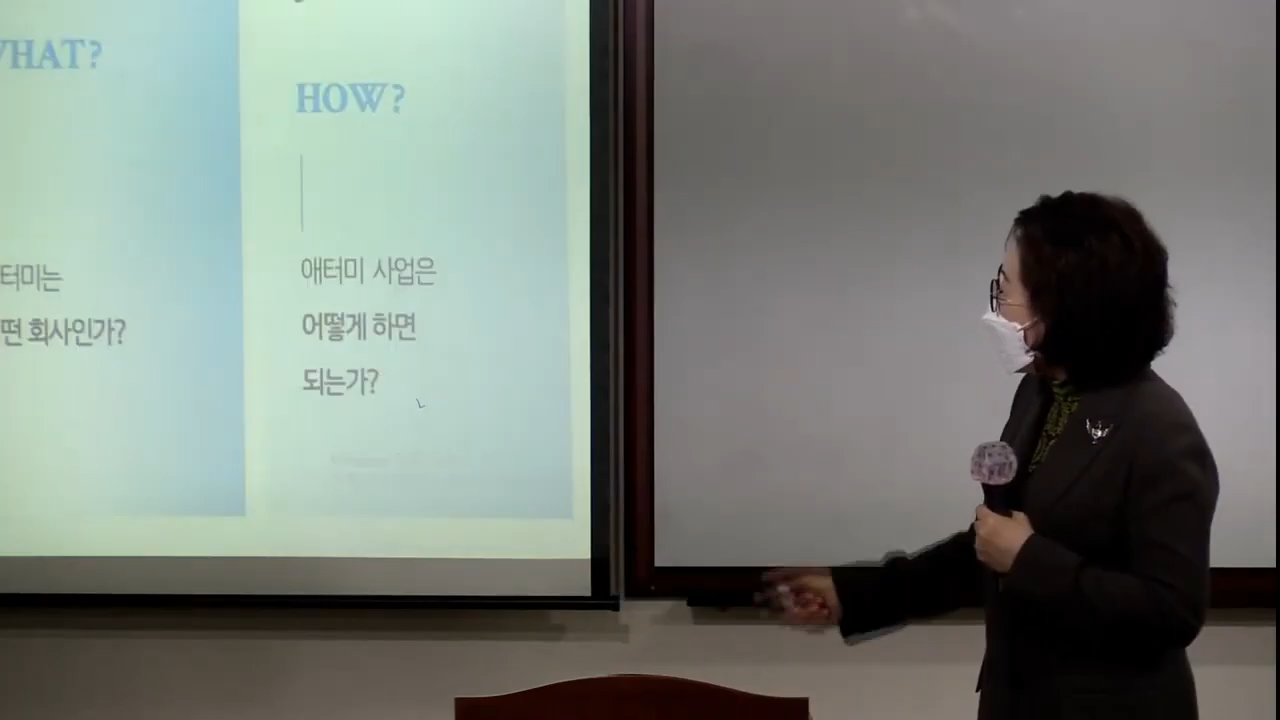 WHAT?
터미는
떤 회사인가?
HOW?
애터미 사업은
어떻게 하면
되는가?